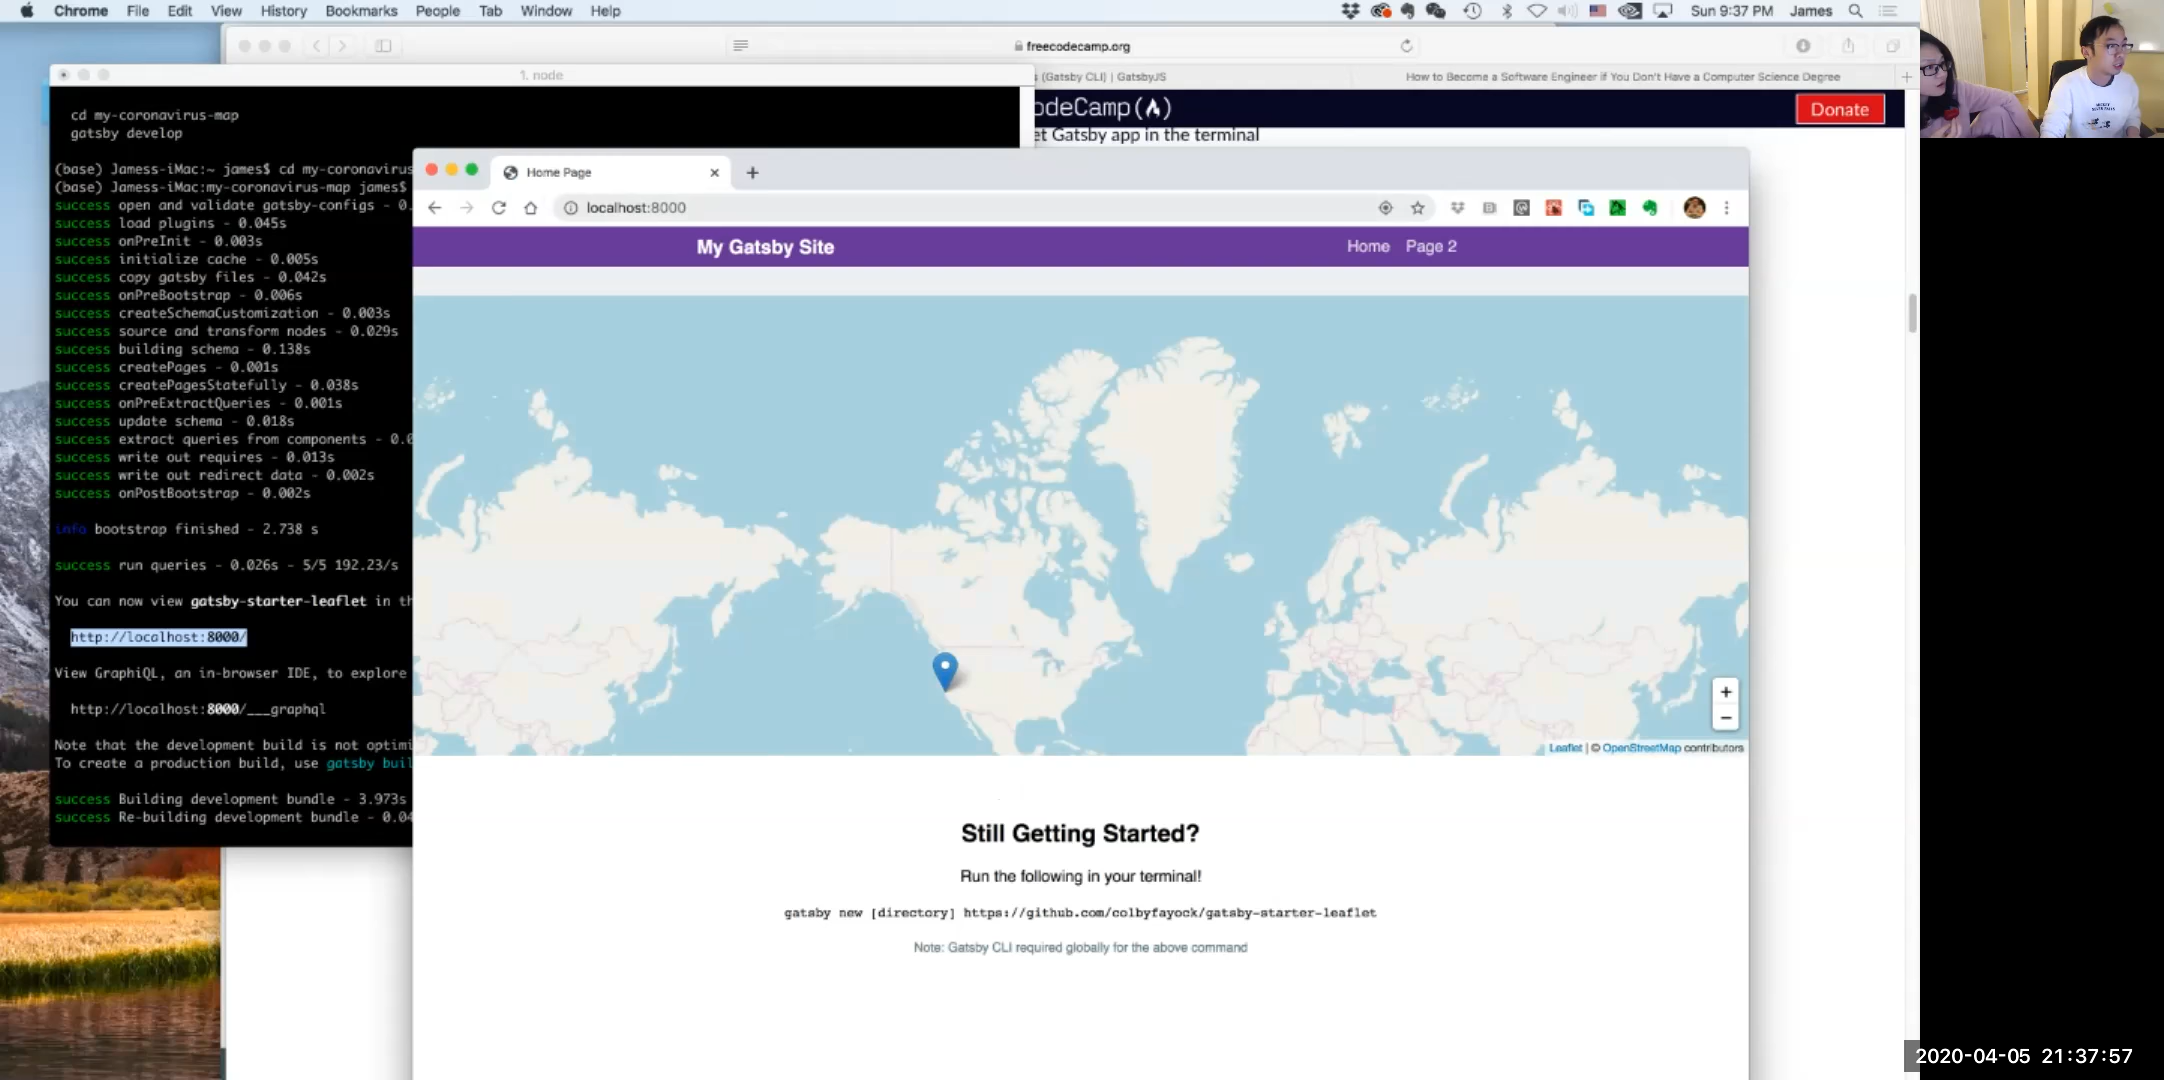 Chrome File Edit View History Bookmarks People Tab Window Help
Sun 9:37 PM James
freecodecamp.org
(Gatsby CLI) | GatsbyJS
How to Become a Software Engineer if You Don't Have a Computer Science Degree
1. node
odeCamp(
Donate
et Gatsby app in the terminal
cd my-coronavirus-map
gatsby develop
(base) Jamess-iMac:~ james$ cd my-coronavirus
(base) Jamess-iMac:my-coronavirus-map james$
success open and validate gatsby-configs - 0.
success load plugins - 0.045s
success onPreInit - 0.003s
success initialize cache - 0.005s
success copy gatsby files - 0.042s
success onPreBootstrap - 0.006s
success createSchemaCustomization - 0.003s
success source and transform nodes - 0.029s
success building schema - 0.138s
success createPages - 0.001s
success createPagesStatefully - 0.038s
success onPreExtractQueries - 0.001s
success update schema - 0.018s
success extract queries from components - 0.0
success write out requires - 0.013s
success write out redirect data - 0.002s
success onPostBootstrap - 0.002s
info bootstrap finished - 2.738 s
success run queries - 0.026s - 5/5 192.23/s
You can now view gatsby-starter-leaflet in th
http://localhost:8000/
View GraphiQL, an in-browser IDE, to explore
http://localhost:8000/___graphql
Note that the development build is not optimi
To create a production build, use gatsby buil
success Building development bundle - 3.973s
success Re-building development bundle - 0.04
Home Page
localhost:8000
My Gatsby Site
Home Page 2
+
−
Leaflet | © OpenStreetMap contributors
Still Getting Started?
Run the following in your terminal!
gatsby new [directory] https://github.com/colbyfayock/gatsby-starter-leaflet
Note: Gatsby CLI required globally for the above command
2020-04-05 21:37:57